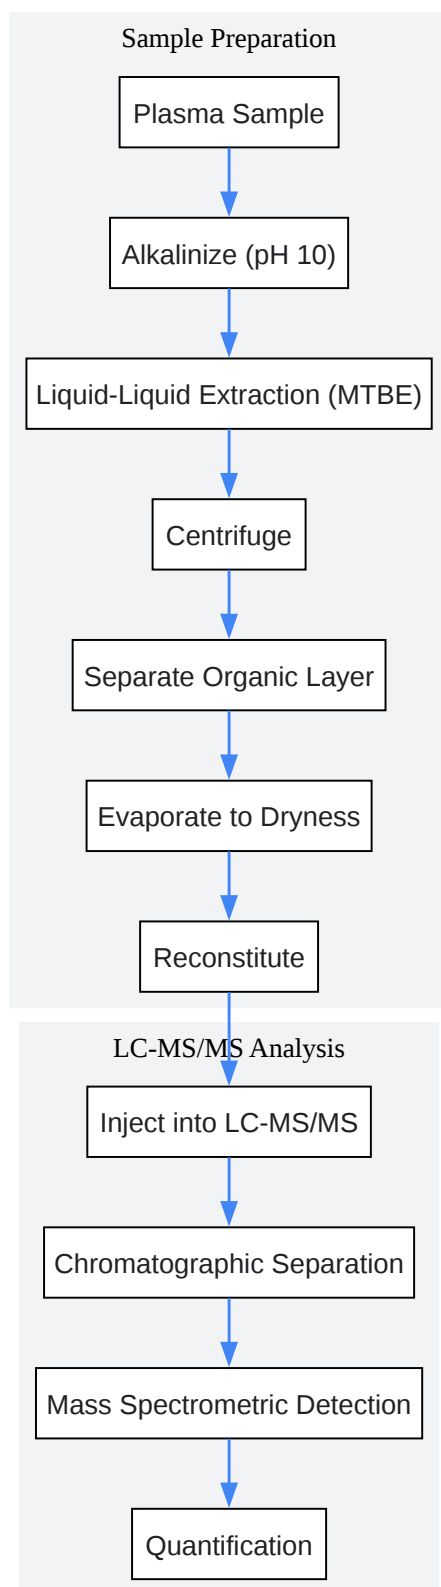 Sample Preparation
Plasma Sample
Alkalinize (pH 10)
Liquid-Liquid Extraction (MTBE)
Centrifuge
Separate Organic Layer
Evaporate to Dryness
Reconstitute
LC-MS/MS Analysis
Inject into LC-MS/MS
Chromatographic Separation
Mass Spectrometric Detection
Quantification